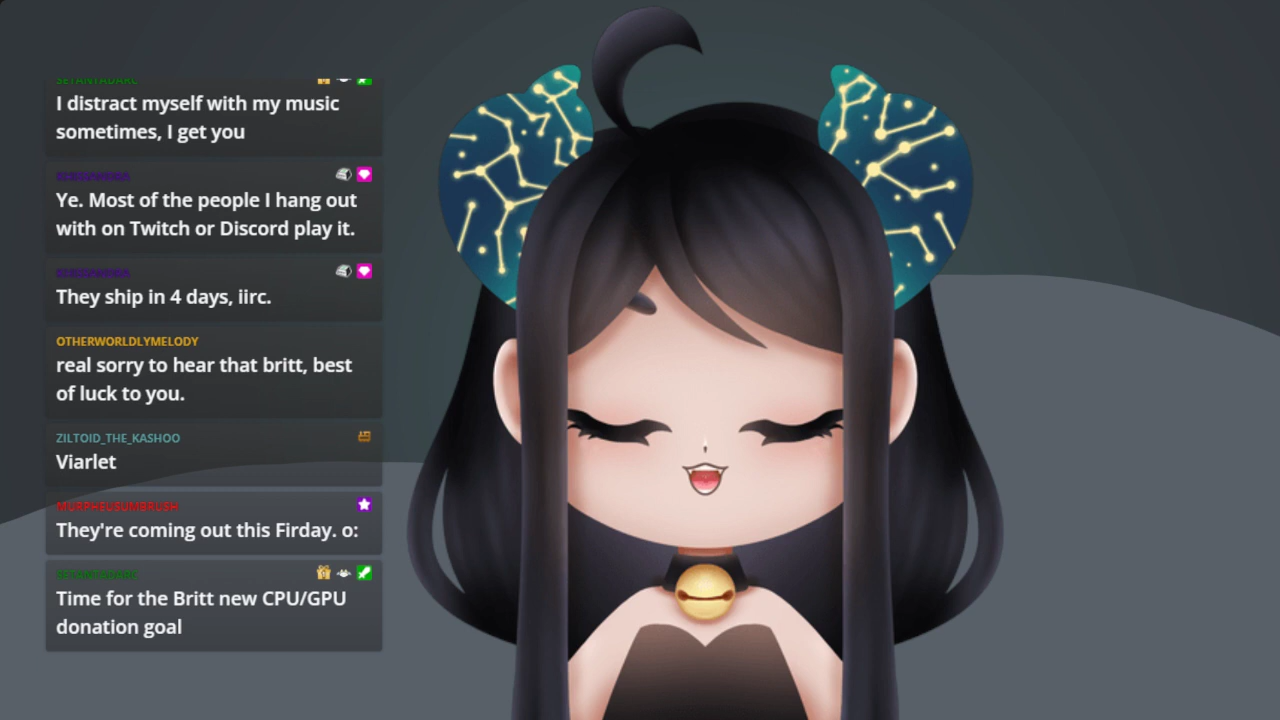 I distract myself with my music
sometimes, I get you
Ye. Most of the people I hang out
with on Twitch or Discord play it.
They ship in 4 days, iirc.
OTHERWORLDLYMELODY
real sorry to hear that britt, best
of luck to you.
ZILTOID_THE_KASHOO
Viarlet
MURPHEUSUMBRUSH
They're coming out this Firday. o:
Time for the Britt new CPU/GPU
donation goal